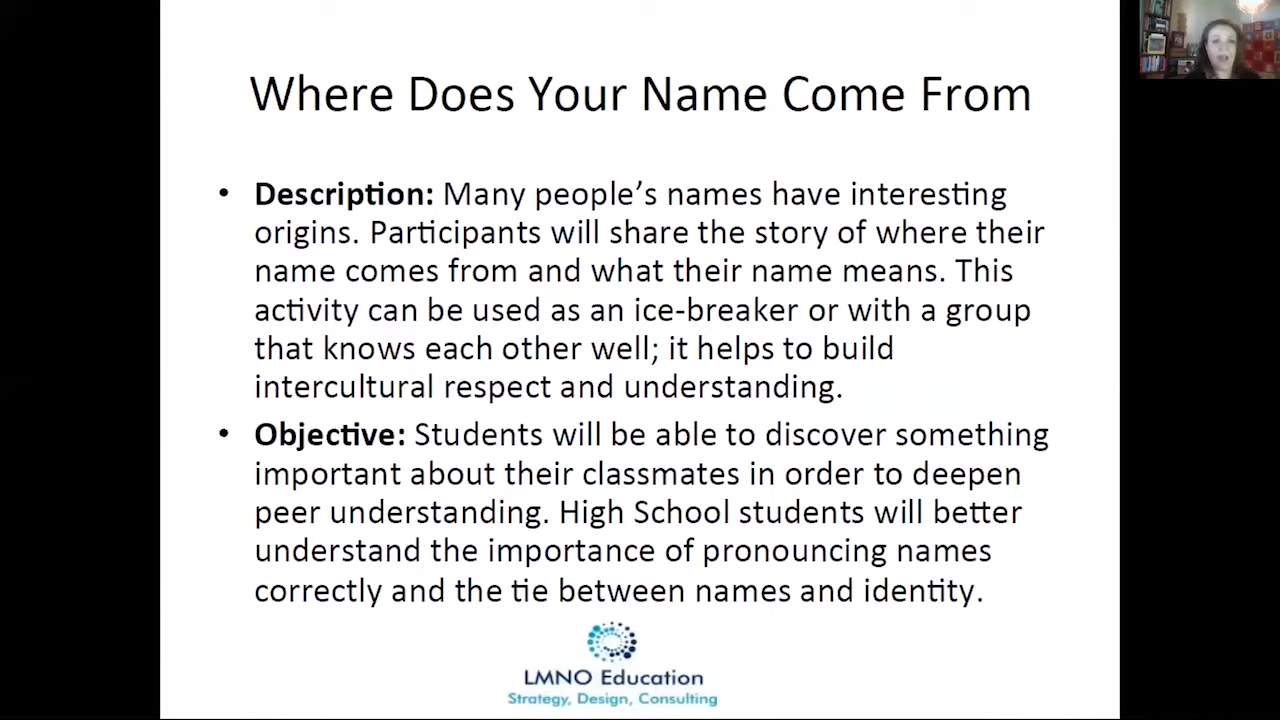 Where Does Your Name Come From
• Description: Many people’s names have interesting
origins. Participants will share the story of where their
name comes from and what their name means. This
activity can be used as an ice-breaker or with a group
that knows each other well; it helps to build
intercultural respect and understanding.
• Objective: Students will be able to discover something
important about their classmates in order to deepen
peer understanding. High School students will better
understand the importance of pronouncing names
correctly and the tie between names and identity.
LMNO Education
Strategy, Design, Consulting